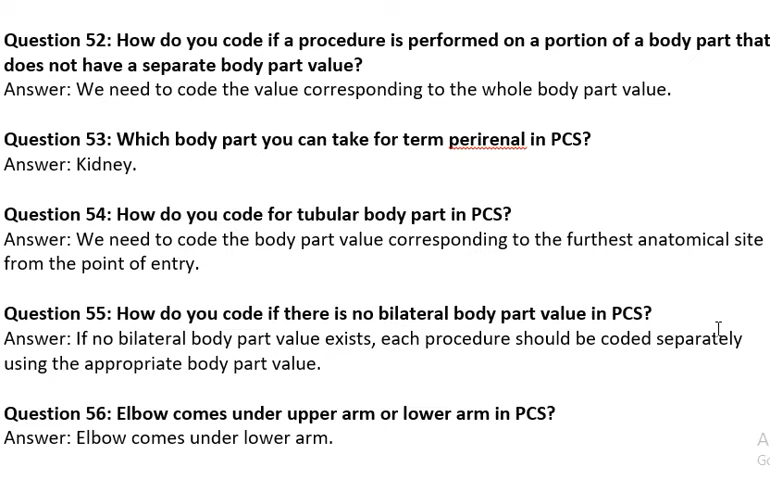 Question 52: How do you code if a procedure is performed on a portion of a body part that
does not have a separate body part value?
Answer: We need to code the value corresponding to the whole body part value.
Question 53: Which body part you can take for term perirenal in PCS?
Answer: Kidney.
Question 54: How do you code for tubular body part in PCS?
Answer: We need to code the body part value corresponding to the furthest anatomical site
from the point of entry.
Question 55: How do you code if there is no bilateral body part value in PCS?
Answer: If no bilateral body part value exists, each procedure should be coded separately
using the appropriate body part value.
Question 56: Elbow comes under upper arm or lower arm in PCS?
Answer: Elbow comes under lower arm.